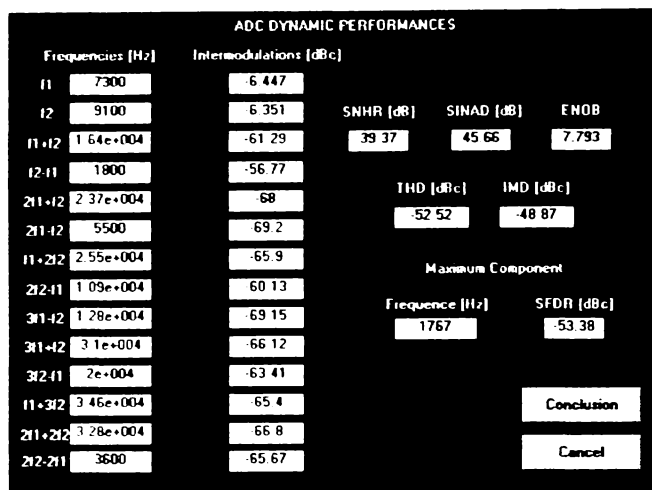 ADC DYNAMIC PERFORMANCES
Frequencies [Hz] Intermodulations [dBc]
f1 7300 -6.447
f2 9100 -6.351
f1+f2 1.64e+004 -61.29
f2-f1 1800 -56.77
2f1+f2 2.37e+004 -68
2f1-f2 5500 -69.2
f1+2f2 2.55e+004 -65.9
2f2-f1 1.09e+004 -60.13
3f1-f2 1.28e+004 -69.15
3f1+f2 3.1e+004 -66.12
3f2-f1 2e+004 -63.41
f1+3f2 3.46e+004 -65.4
2f1+2f2 3.28e+004 -66.8
2f2-2f1 3600 -65.67
SNHR [dB] SINAD [dB] ENOB
39.37 45.66 7.793
THD [dBc] IMD [dBc]
-52.52 -48.87
Maximum Component
Frequence [Hz] SFDR [dBc]
1767 -53.38
Conclusion
Cancel